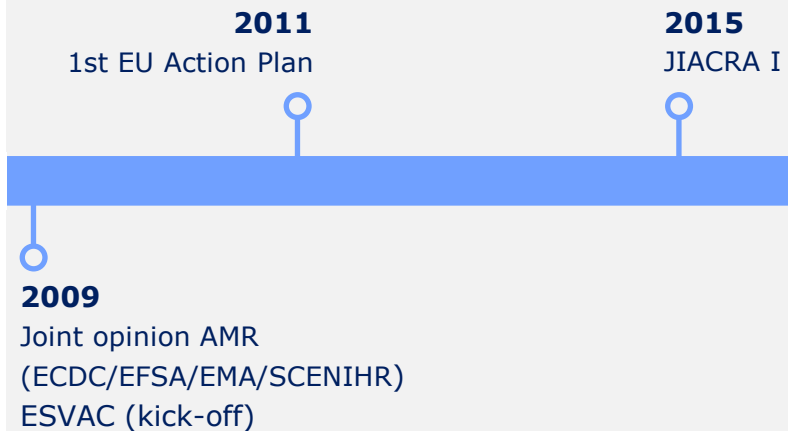 2011
1st EU Action Plan
2015
JIACRA I
2009
Joint opinion AMR
(ECDC/EFSA/EMA/SCENIHR)
ESVAC (kick-off)